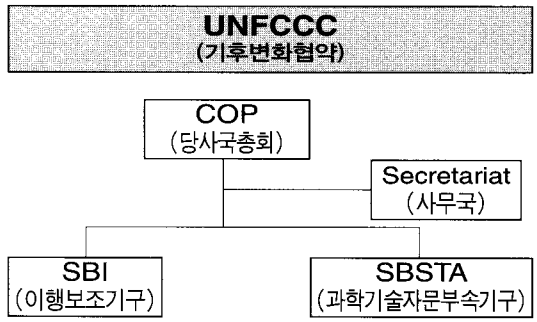 UNFCCC
(기후변화협약)
COP
(당사국총회)
Secretariat
(사무국)
SBI
(이행보조기구)
SBSTA
(과학기술자문부속기구)